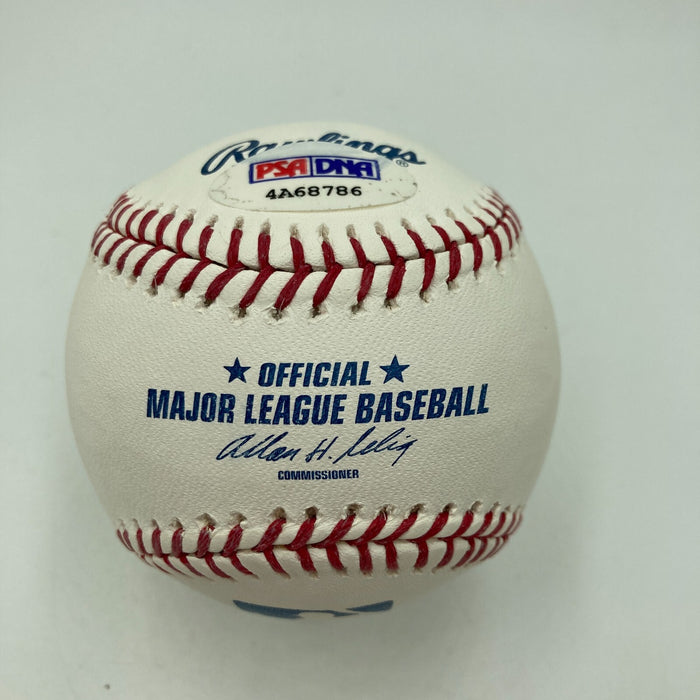 Rawlings®
PSA DNA
4A68786
★ OFFICIAL ★
MAJOR LEAGUE BASEBALL
Allan H. Selig
COMMISSIONER